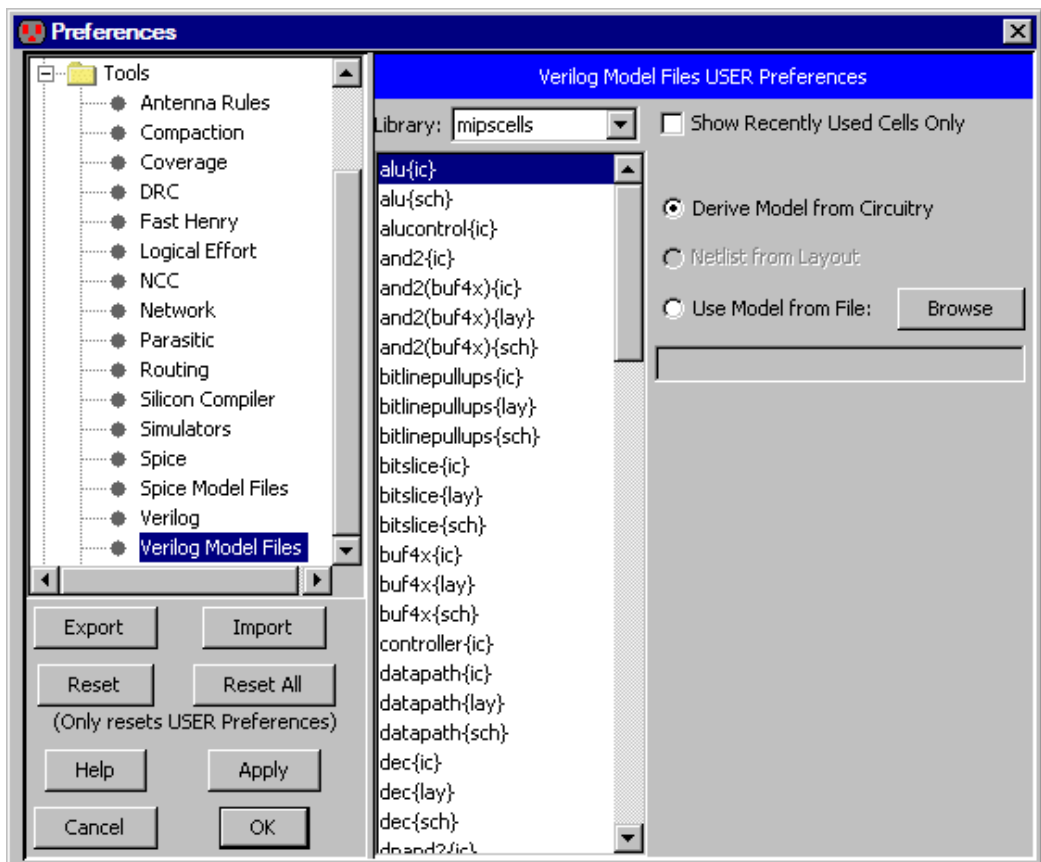 Preferences
Tools
Antenna Rules
Compaction
Coverage
DRC
Fast Henry
Logical Effort
NCC
Network
Parasitic
Routing
Silicon Compiler
Simulators
Spice
Spice Model Files
Verilog
Verilog Model Files
Export
Import
Reset
Reset All
(Only resets USER Preferences)
Help
Apply
Cancel
OK
Verilog Model Files USER Preferences
Library: mipscells
Show Recently Used Cells Only
alu{ic}
alu{sch}
alucontrol{ic}
and2{ic}
and2(buf4x){ic}
and2(buf4x){lay}
and2(buf4x){sch}
bitlinepullups{ic}
bitlinepullups{lay}
bitlinepullups{sch}
bitslice{ic}
bitslice{lay}
bitslice{sch}
buf4x{ic}
buf4x{lay}
buf4x{sch}
controller{ic}
datapath{ic}
datapath{lay}
datapath{sch}
dec{ic}
dec{lay}
dec{sch}
dnand2{ic}
Derive Model from Circuitry
Netlist from Layout
Use Model from File:
Browse